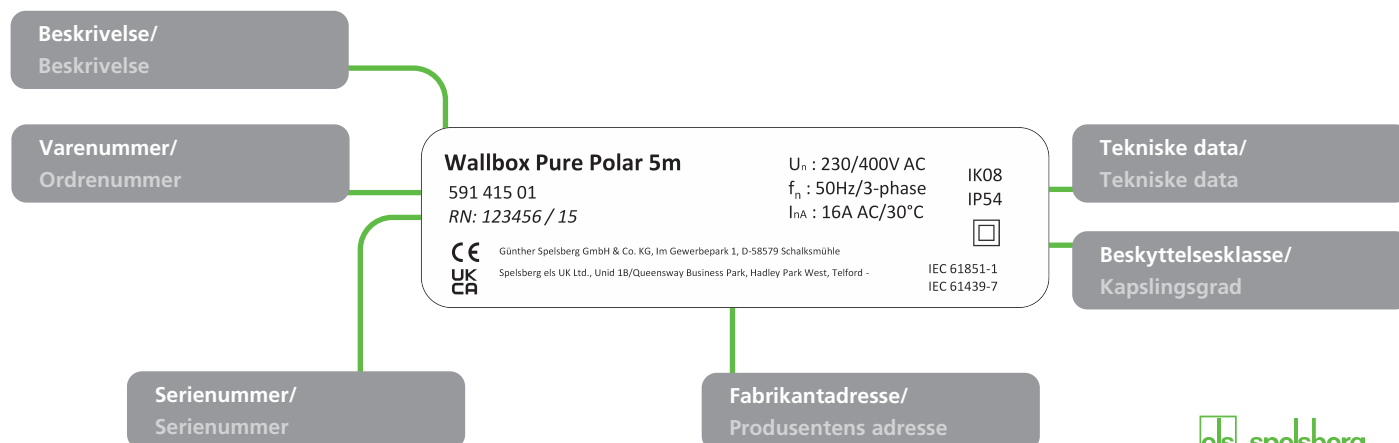 Beskrivelse/
Beskrivelse
Varenummer/
Ordrenummer
Wallbox Pure Polar 5m
591 415 01
RN: 123456 / 15
Uₙ : 230/400V AC
fₙ : 50Hz/3-phase
InA : 16A AC/30°C
IK08
IP54
CE
UK
CA
Günther Spelsberg GmbH & Co. KG, Im Gewerbepark 1, D-58579 Schalksmühle
Spelsberg els UK Ltd., Unid 1B/Queensway Business Park, Hadley Park West, Telford -
IEC 61851-1
IEC 61439-7
Tekniske data/
Tekniske data
Beskyttelsesklasse/
Kapslingsgrad
Serienummer/
Serienummer
Fabrikantadresse/
Produsentens adresse
els spelsberg